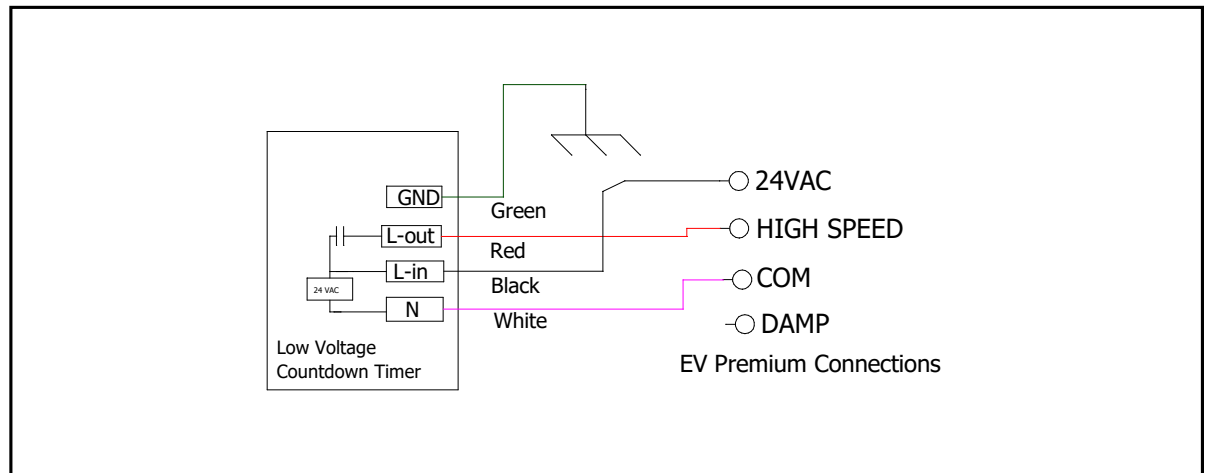 GND
Green
L-out
Red
L-in
Black
24 VAC
N
White
Low Voltage
Countdown Timer
24VAC
HIGH SPEED
COM
DAMP
EV Premium Connections